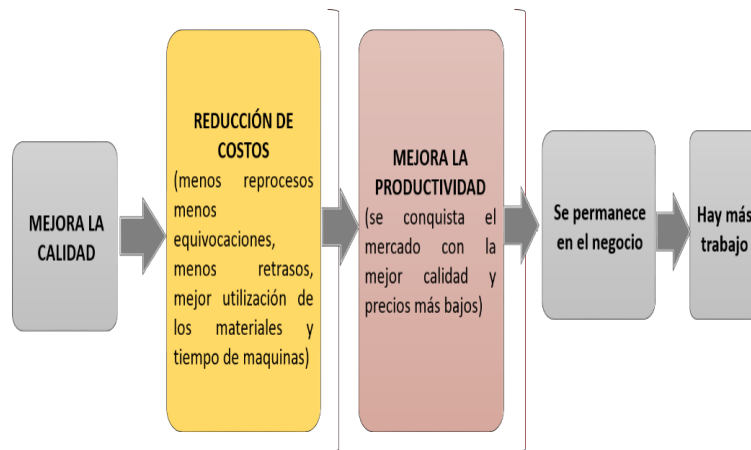 MEJORA LA
CALIDAD
REDUCCIÓN DE
COSTOS
(menos reprocesos
menos
equivocaciones,
menos retrasos,
mejor utilización de
los materiales y
tiempo de maquinas)
MEJORA LA
PRODUCTIVIDAD
(se conquista el
mercado con la
mejor calidad y
precios más bajos)
Se permanece
en el negocio
Hay más
trabajo